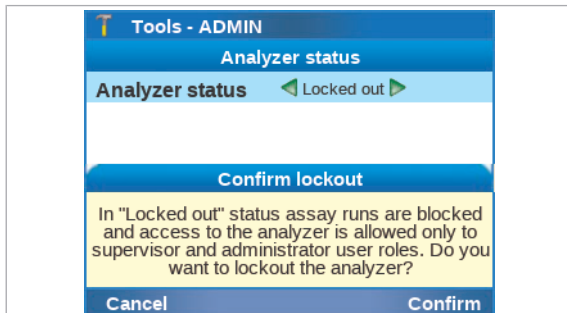 Tools - ADMIN
Analyzer status
Analyzer status Locked out
Confirm lockout
In "Locked out" status assay runs are blocked
and access to the analyzer is allowed only to
supervisor and administrator user roles. Do you
want to lockout the analyzer?
Cancel Confirm